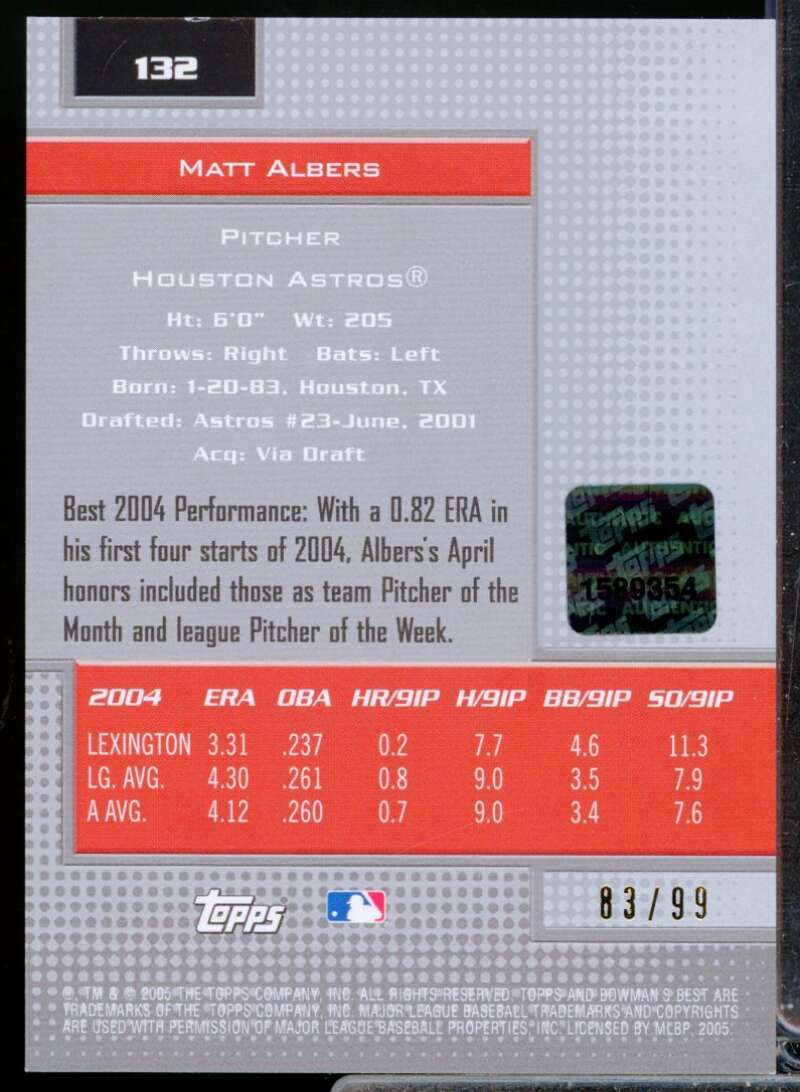 132
MATT ALBERS
PITCHER
HOUSTON ASTROS®
Ht: 6'0" Wt: 205
Throws: Right Bats: Left
Born: 1-20-83, Houston, TX
Drafted: Astros #23-June, 2001
Acq: Via Draft
Best 2004 Performance: With a 0.82 ERA in
his first four starts of 2004, Albers's April
honors included those as team Pitcher of the
Month and league Pitcher of the Week.
1589354
2004 ERA OBA HR/9IP H/9IP BB/9IP SO/9IP
LEXINGTON 3.31 .237 0.2 7.7 4.6 11.3
LG. AVG. 4.30 .261 0.8 9.0 3.5 7.9
A AVG. 4.12 .260 0.7 9.0 3.4 7.6
topps
83/99
®, TM & © 2005 THE TOPPS COMPANY, INC. ALL RIGHTS RESERVED. TOPPS AND BOWMAN'S BEST ARE
TRADEMARKS OF THE TOPPS COMPANY, INC. MAJOR LEAGUE BASEBALL TRADEMARKS AND COPYRIGHTS
ARE USED WITH PERMISSION OF MAJOR LEAGUE BASEBALL PROPERTIES, INC. LICENSED BY MLBP, 2005.